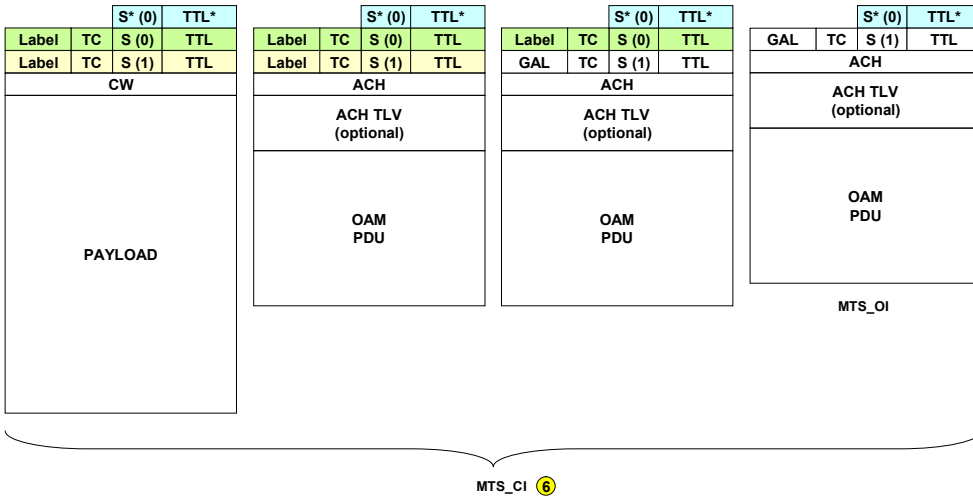 S* (0) TTL*
Label TC S (0) TTL
Label TC S (1) TTL
CW
PAYLOAD
S* (0) TTL*
Label TC S (0) TTL
Label TC S (1) TTL
ACH
ACH TLV
(optional)
OAM
PDU
S* (0) TTL*
Label TC S (0) TTL
GAL TC S (1) TTL
ACH
ACH TLV
(optional)
OAM
PDU
S* (0) TTL*
GAL TC S (1) TTL
ACH
ACH TLV
(optional)
OAM
PDU
MTS_OI
MTS_CI 6